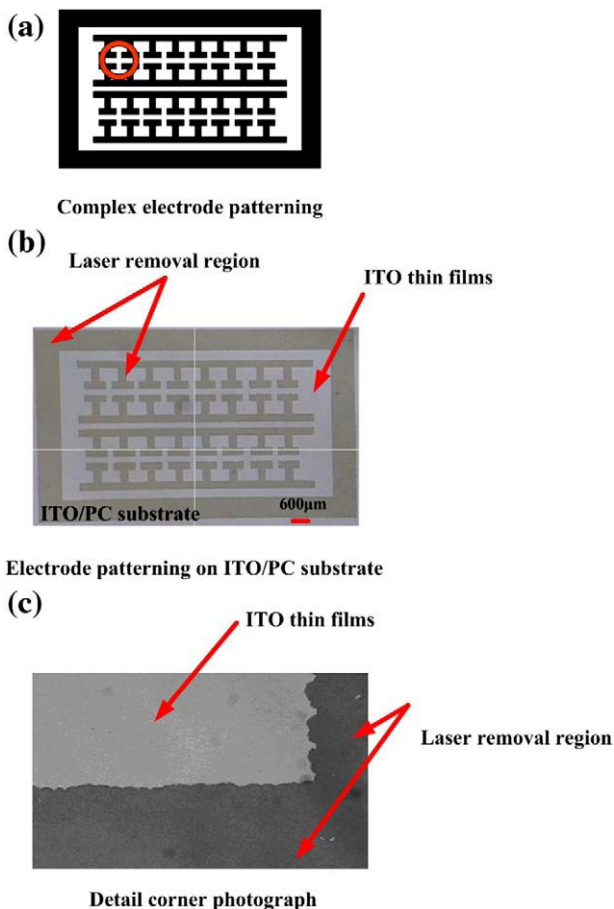 (a)
Complex electrode patterning
(b)
Laser removal region
ITO thin films
ITO/PC substrate
600μm
Electrode patterning on ITO/PC substrate
(c)
ITO thin films
Laser removal region
Detail corner photograph